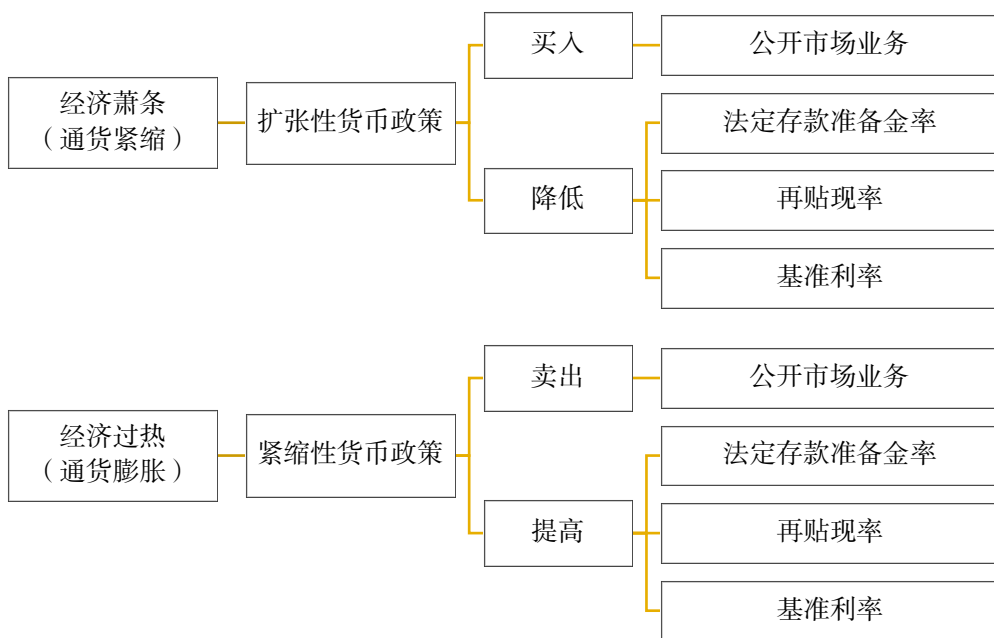 经济萧条
（通货紧缩）
扩张性货币政策
买入
公开市场业务
降低
法定存款准备金率
再贴现率
基准利率
经济过热
（通货膨胀）
紧缩性货币政策
卖出
公开市场业务
提高
法定存款准备金率
再贴现率
基准利率